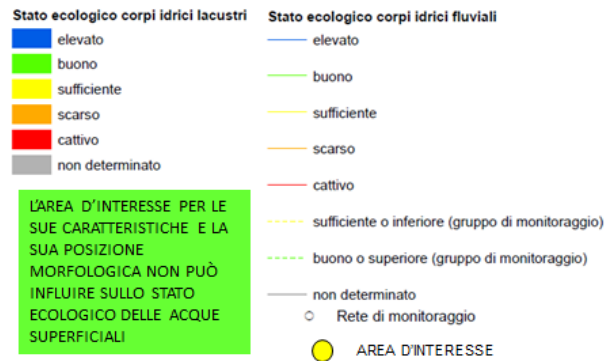 Stato ecologico corpi idrici lacustri
elevato
buono
sufficiente
scarso
cattivo
non determinato
L'AREA D'INTERESSE PER LE
SUE CARATTERISTICHE E LA
SUA POSIZIONE
MORFOLOGICA NON PUÒ
INFLUIRE SULLO STATO
ECOLOGICO DELLE ACQUE
SUPERFICIALI
Stato ecologico corpi idrici fluviali
elevato
buono
sufficiente
scarso
cattivo
sufficiente o inferiore (gruppo di monitoraggio)
buono o superiore (gruppo di monitoraggio)
non determinato
Rete di monitoraggio
AREA D'INTERESSE